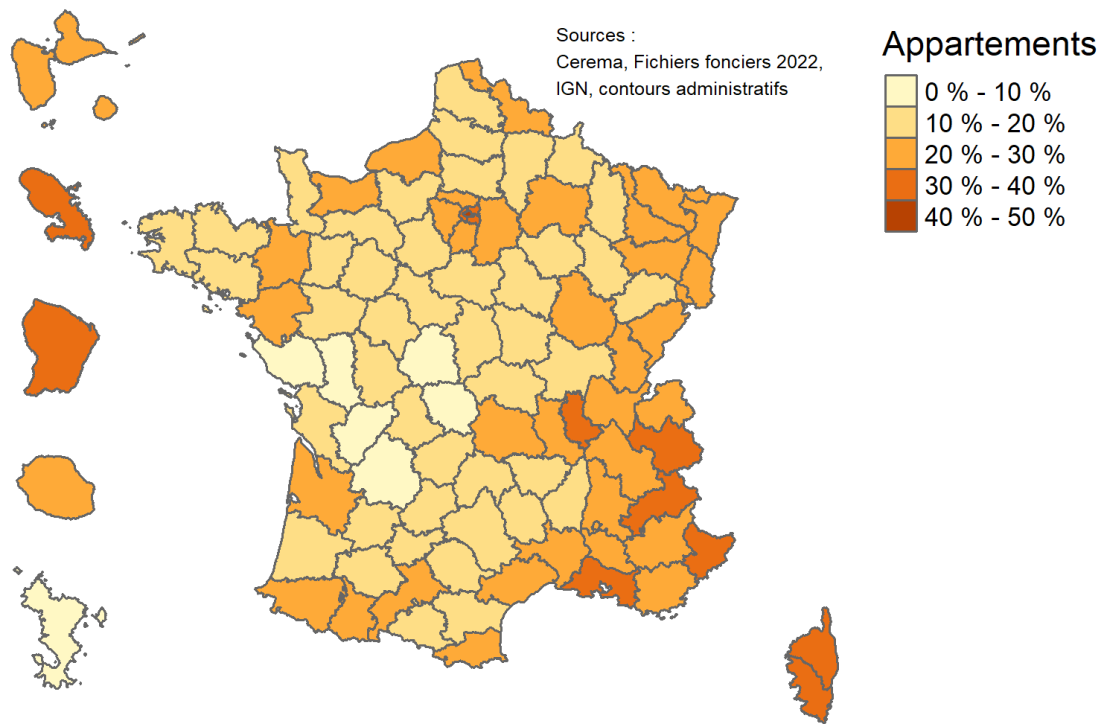 Sources :
Cerema, Fichiers fonciers 2022,
IGN, contours administratifs
Appartements
0 % - 10 %
10 % - 20 %
20 % - 30 %
30 % - 40 %
40 % - 50 %